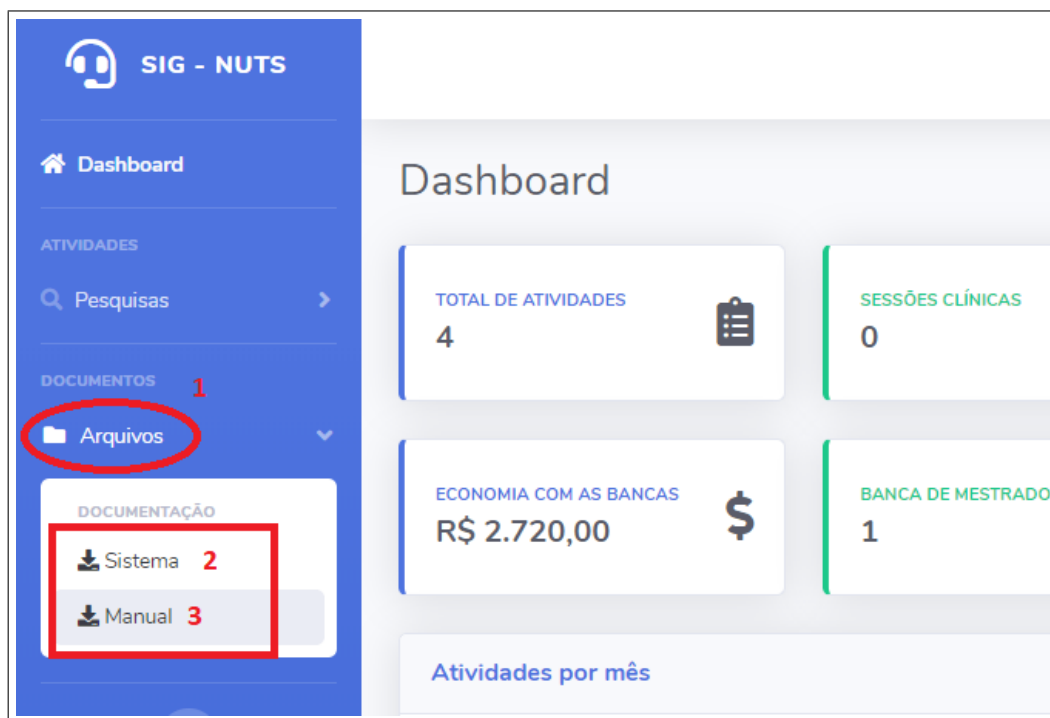 SIG - NUTS
Dashboard
ATIVIDADES
Pesquisas
DOCUMENTOS 1
Arquivos
DOCUMENTAÇÃO
Sistema 2
Manual 3
Dashboard
TOTAL DE ATIVIDADES
4
SESSÕES CLÍNICAS
0
ECONOMIA COM AS BANCAS
R$ 2.720,00
$
BANCA DE MESTRADO
1
Atividades por mês